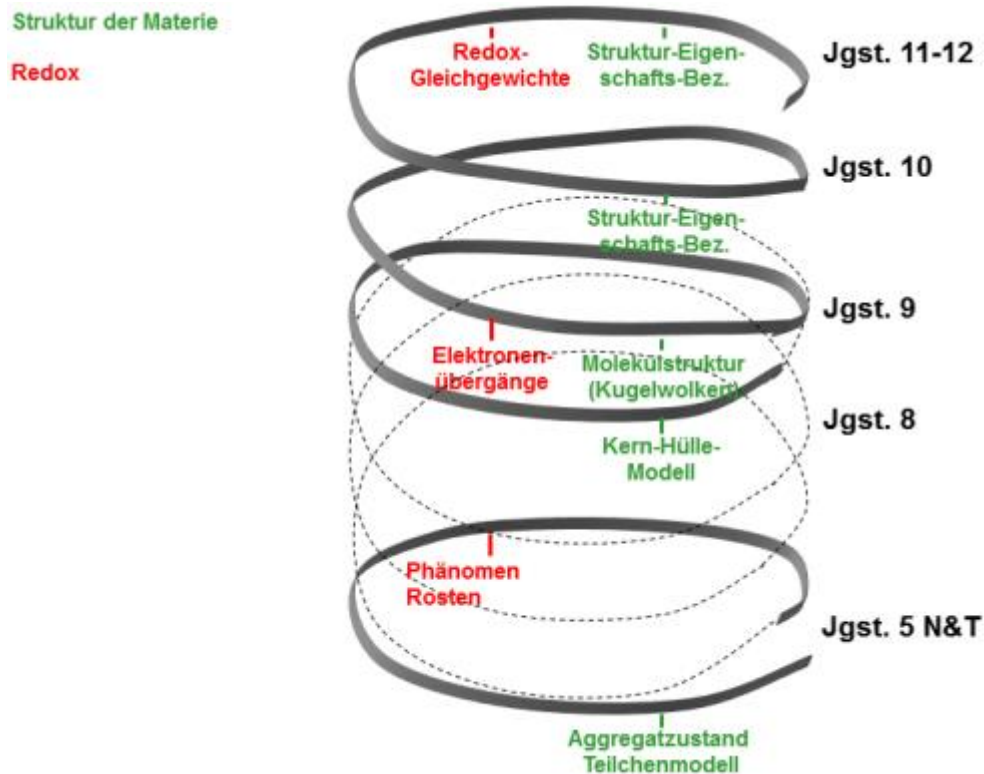 Struktur der Materie
Redox
Redox-
Gleichgewichte
Struktur-Eigen-
schafts-Bez.
Jgst. 11-12
Jgst. 10
Struktur-Eigen-
schafts-Bez.
Jgst. 9
Elektronen-
übergänge
Molekülstruktur
(Kugelwolken)
Jgst. 8
Kern-Hülle-
Modell
Phänomen
Rosten
Jgst. 5 N&T
Aggregatzustand
Teilchenmodell